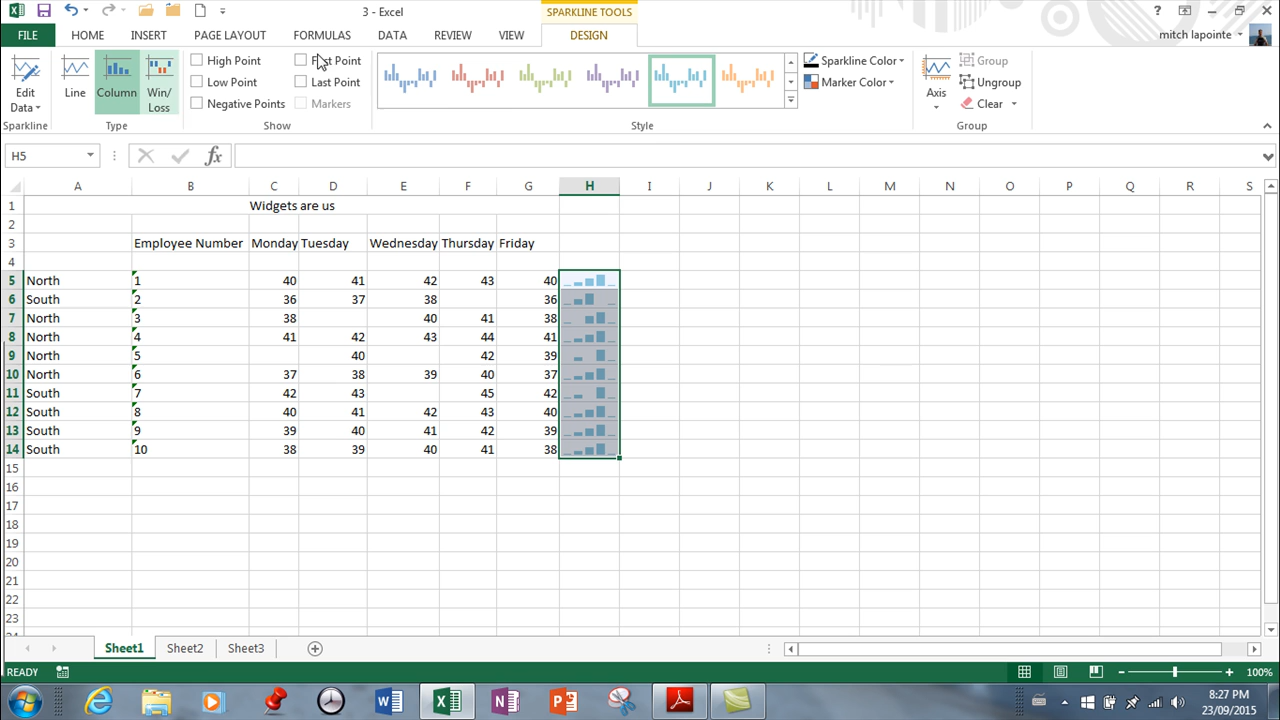 3 - Excel
SPARKLINE TOOLS
?
FILE HOME INSERT PAGE LAYOUT FORMULAS DATA REVIEW VIEW DESIGN mitch lapointe
Edit Data
Sparkline
Line
Column
Win/ Loss
Type
High Point
Low Point
Negative Points
First Point
Last Point
Markers
Show
Style
Sparkline Color
Marker Color
Axis
Group
Ungroup
Clear
Group
H5 fx
A B C D E F G H I J K L M N O P Q R S
1 Widgets are us
2
3 Employee Number Monday Tuesday Wednesday Thursday Friday
4
5 North 1 40 41 42 43 40
6 South 2 36 37 38 36
7 North 3 38 40 41 38
8 North 4 41 42 43 44 41
9 North 5 40 42 39
10 North 6 37 38 39 40 37
11 South 7 42 43 45 42
12 South 8 40 41 42 43 40
13 South 9 39 40 41 42 39
14 South 10 38 39 40 41 38
15
16
17
18
19
20
21
22
23
24
Sheet1 Sheet2 Sheet3
READY 100%
8:27 PM
23/09/2015